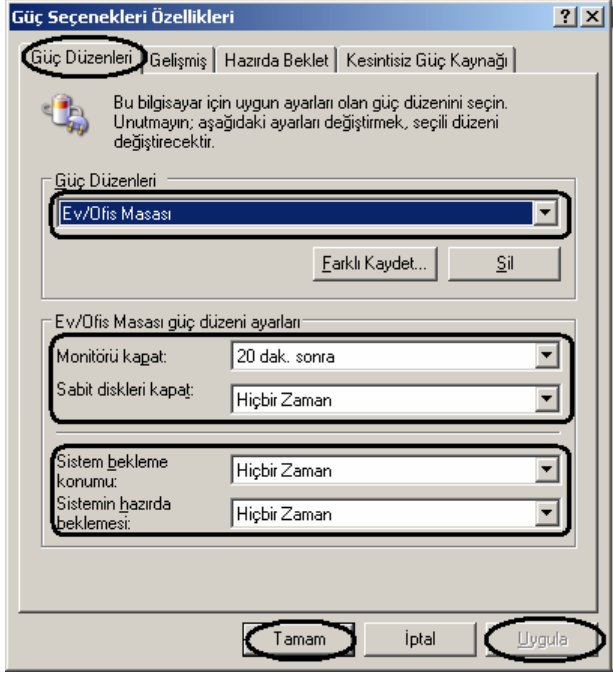 Güç Seçenekleri Özellikleri
Güç Düzenleri Gelişmiş Hazırda Beklet Kesintisiz Güç Kaynağı
Bu bilgisayar için uygun ayarları olan güç düzenini seçin.
Unutmayın; aşağıdaki ayarları değiştirmek, seçili düzeni
değiştirecektir.
Güç Düzenleri
Ev/Ofis Masası
Farklı Kaydet... Sil
Ev/Ofis Masası güç düzeni ayarları
Monitörü kapat: 20 dak. sonra
Sabit diskleri kapat: Hiçbir Zaman
Sistem bekleme
konumu: Hiçbir Zaman
Sistemin hazırda
beklemesi: Hiçbir Zaman
Tamam İptal Uygula